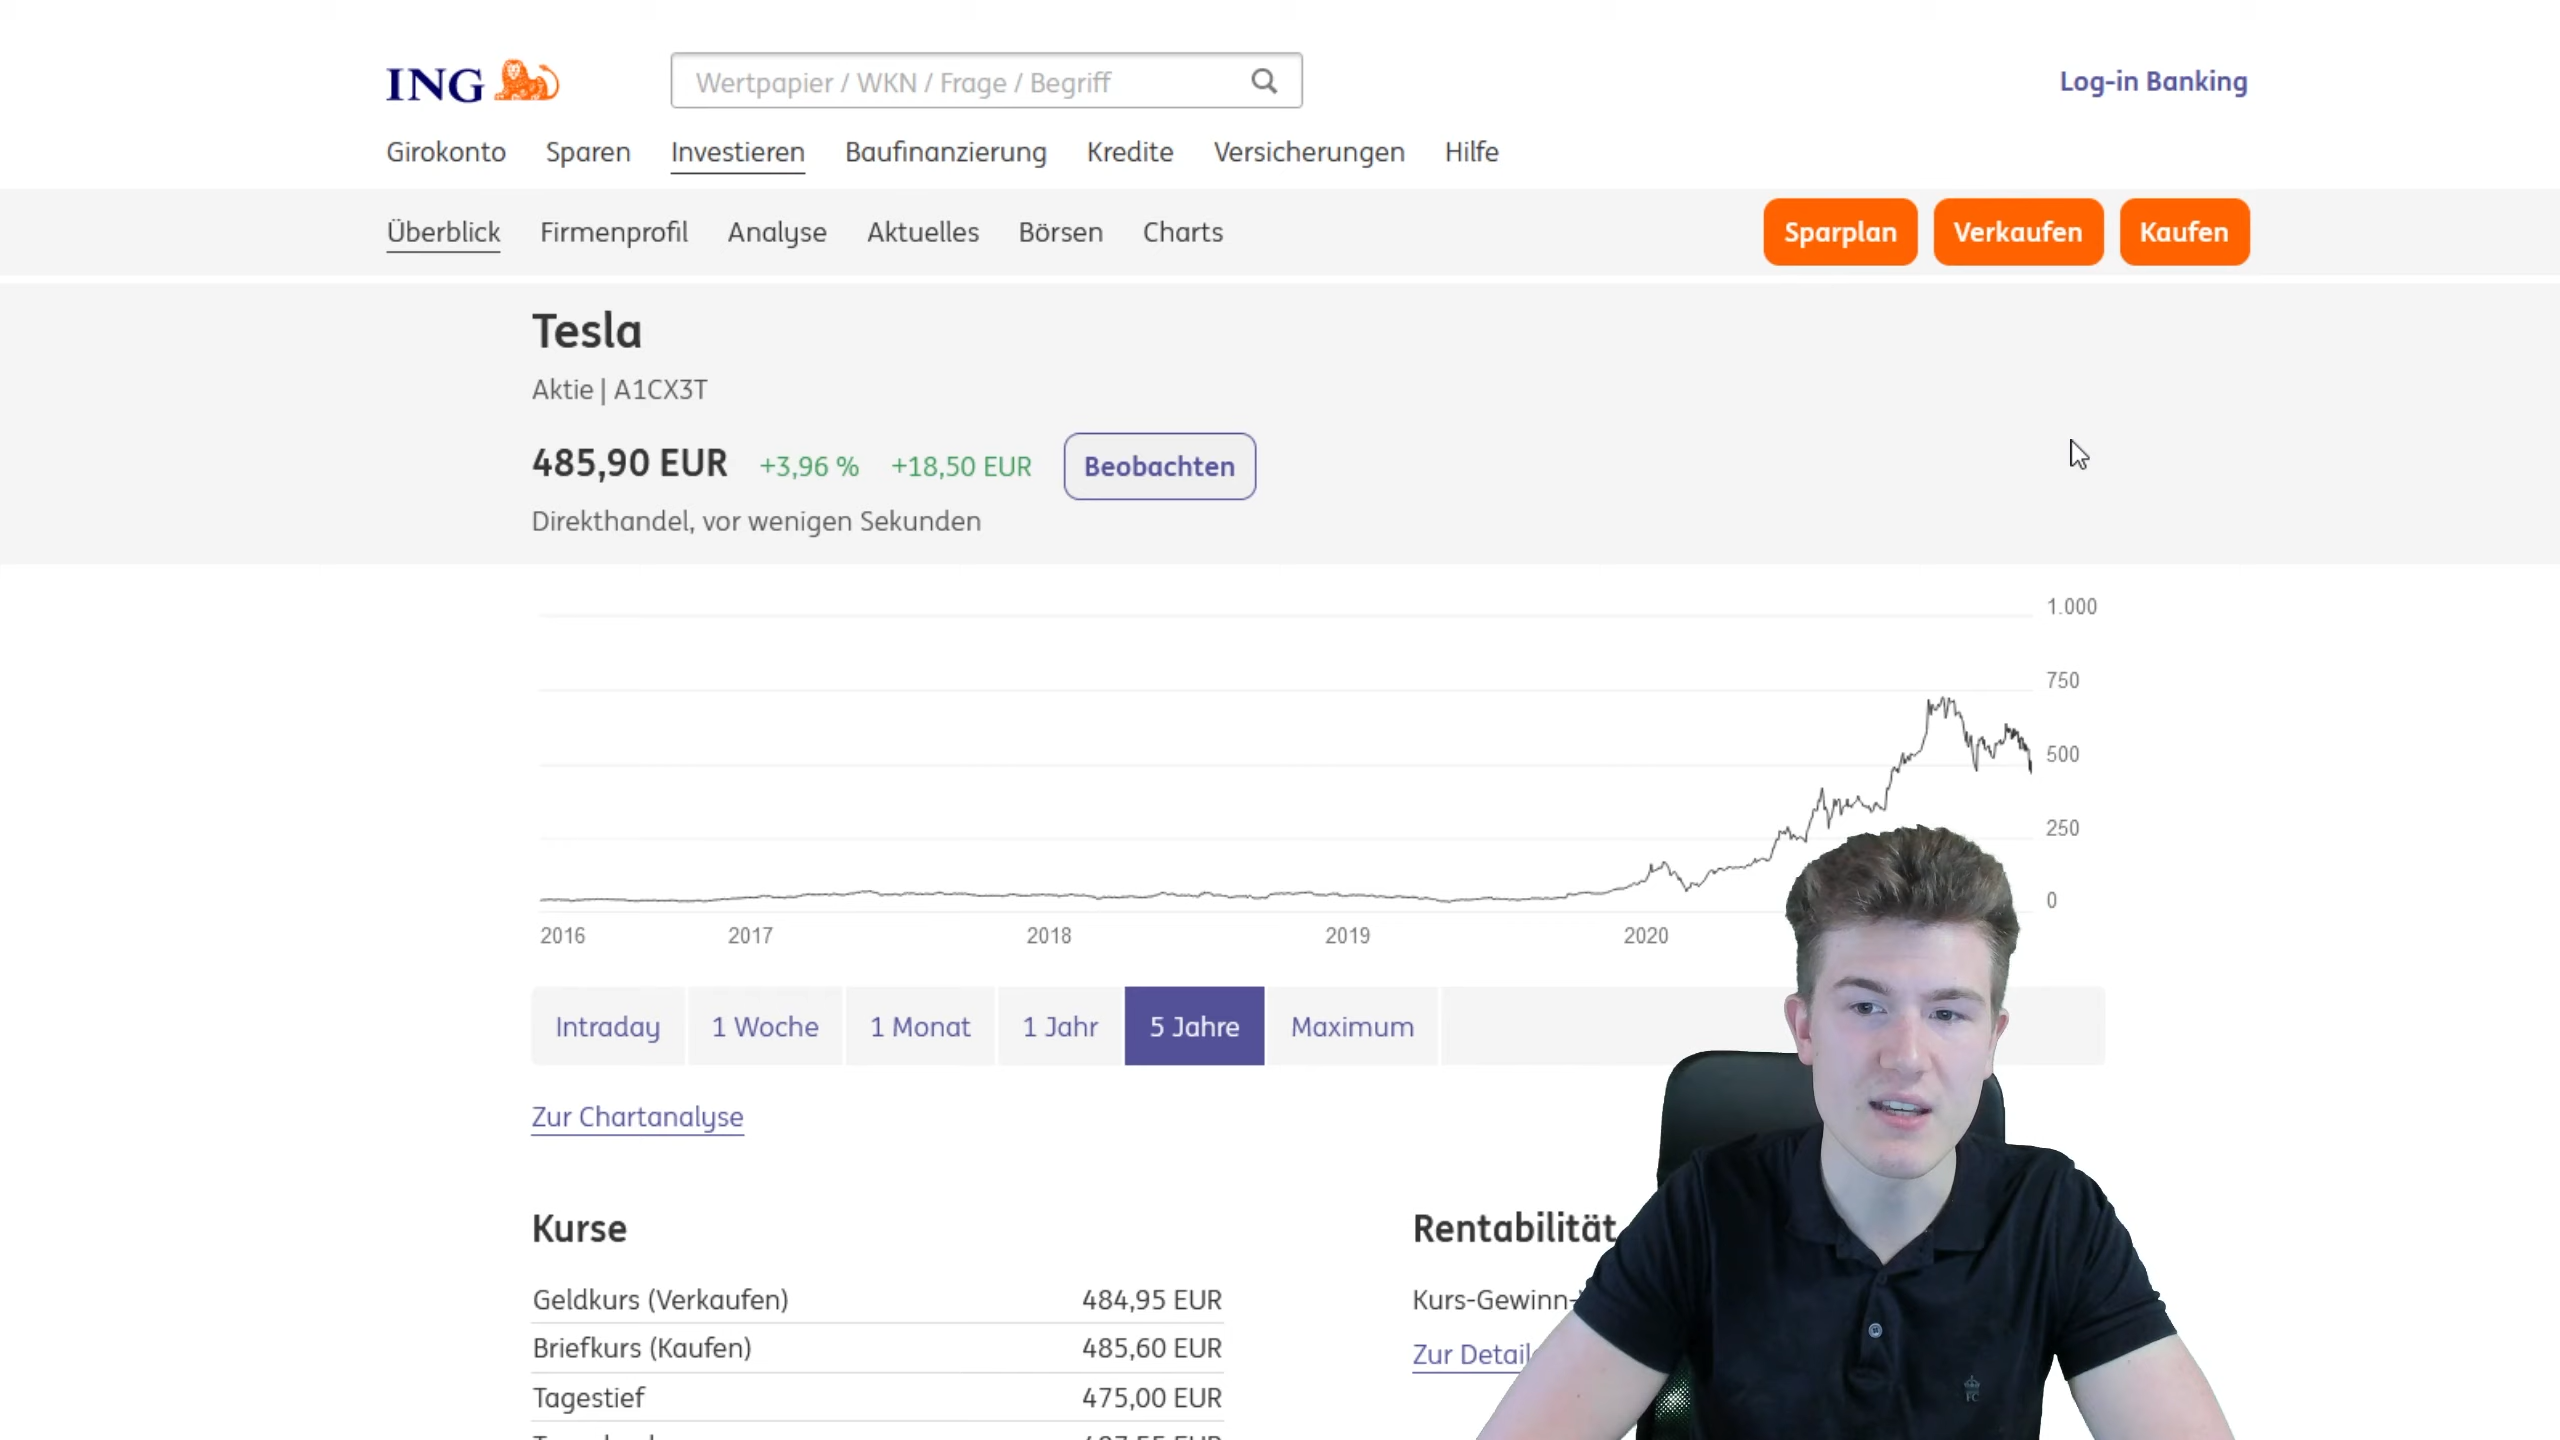 ING
Wertpapier / WKN / Frage / Begriff
Log-in Banking
Girokonto Sparen Investieren Baufinanzierung Kredite Versicherungen Hilfe
Überblick Firmenprofil Analyse Aktuelles Börsen Charts Sparplan Verkaufen Kaufen
Tesla
Aktie | A1CX3T
485,90 EUR +3,96 % +18,50 EUR Beobachten
Direkthandel, vor wenigen Sekunden
1.000
750
500
250
0
2016 2017 2018 2019 2020
Intraday 1 Woche 1 Monat 1 Jahr 5 Jahre Maximum
Zur Chartanalyse
Kurse
Geldkurs (Verkaufen) 484,95 EUR
Briefkurs (Kaufen) 485,60 EUR
Tagestief 475,00 EUR
Rentabilität
Kurs-Gewinn-
Zur Detail
FC